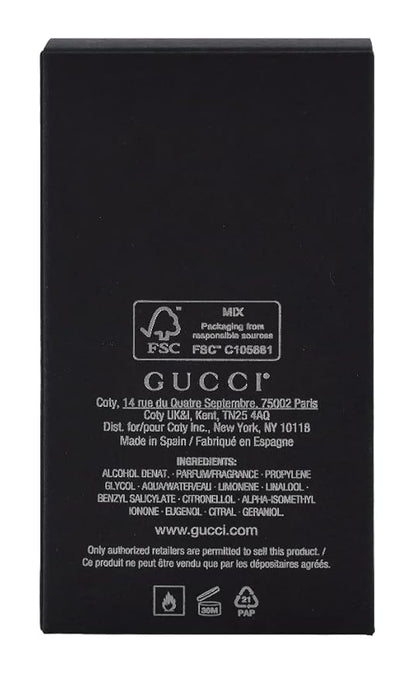 MIX
Packaging from
responsible sources
FSC™ C105881
FSC
GUCCI®
Coty, 14 rue du Quatre Septembre, 75002 Paris
Coty UK&I, Kent, TN25 4AQ
Dist. for/pour Coty Inc., New York, NY 10118
Made in Spain / Fabriqué en Espagne
INGREDIENTS:
ALCOHOL DENAT. · PARFUM/FRAGRANCE · PROPYLENE
GLYCOL · AQUA/WATER/EAU · LIMONENE · LINALOOL ·
BENZYL SALICYLATE · CITRONELLOL · ALPHA-ISOMETHYL
IONONE · EUGENOL · CITRAL · GERANIOL.
www.gucci.com
Only authorized retailers are permitted to sell this product. /
Ce produit ne peut être vendu que par les dépositaires agréés.
36M
21
PAP